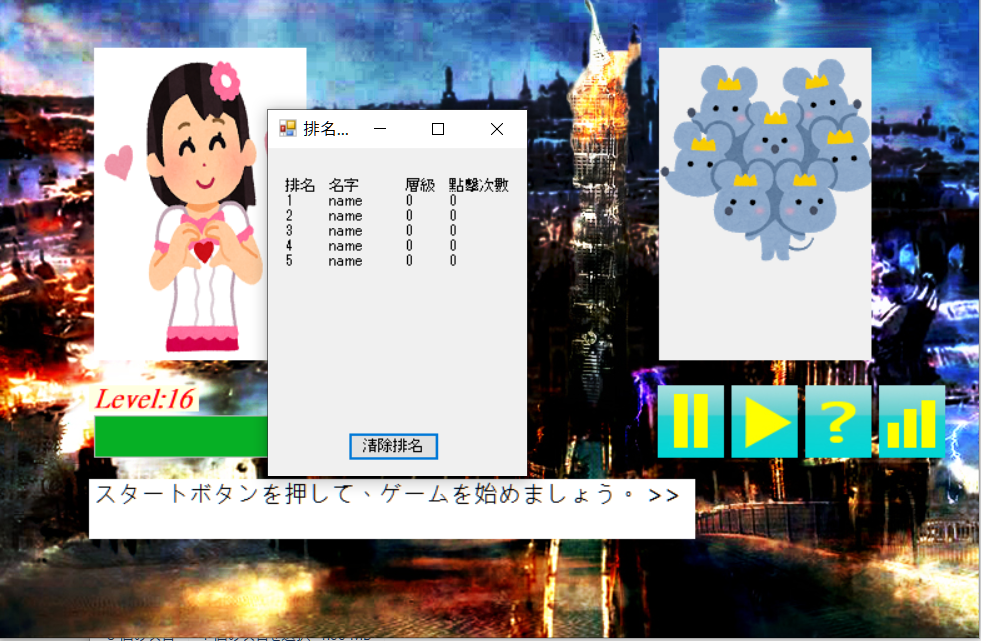 排名...
排名 名字 層級 點擊次數
1 name 0 0
2 name 0 0
3 name 0 0
4 name 0 0
5 name 0 0
清除排名
Level:16
?
スタートボタンを押して、ゲームを始めましょう。 >>